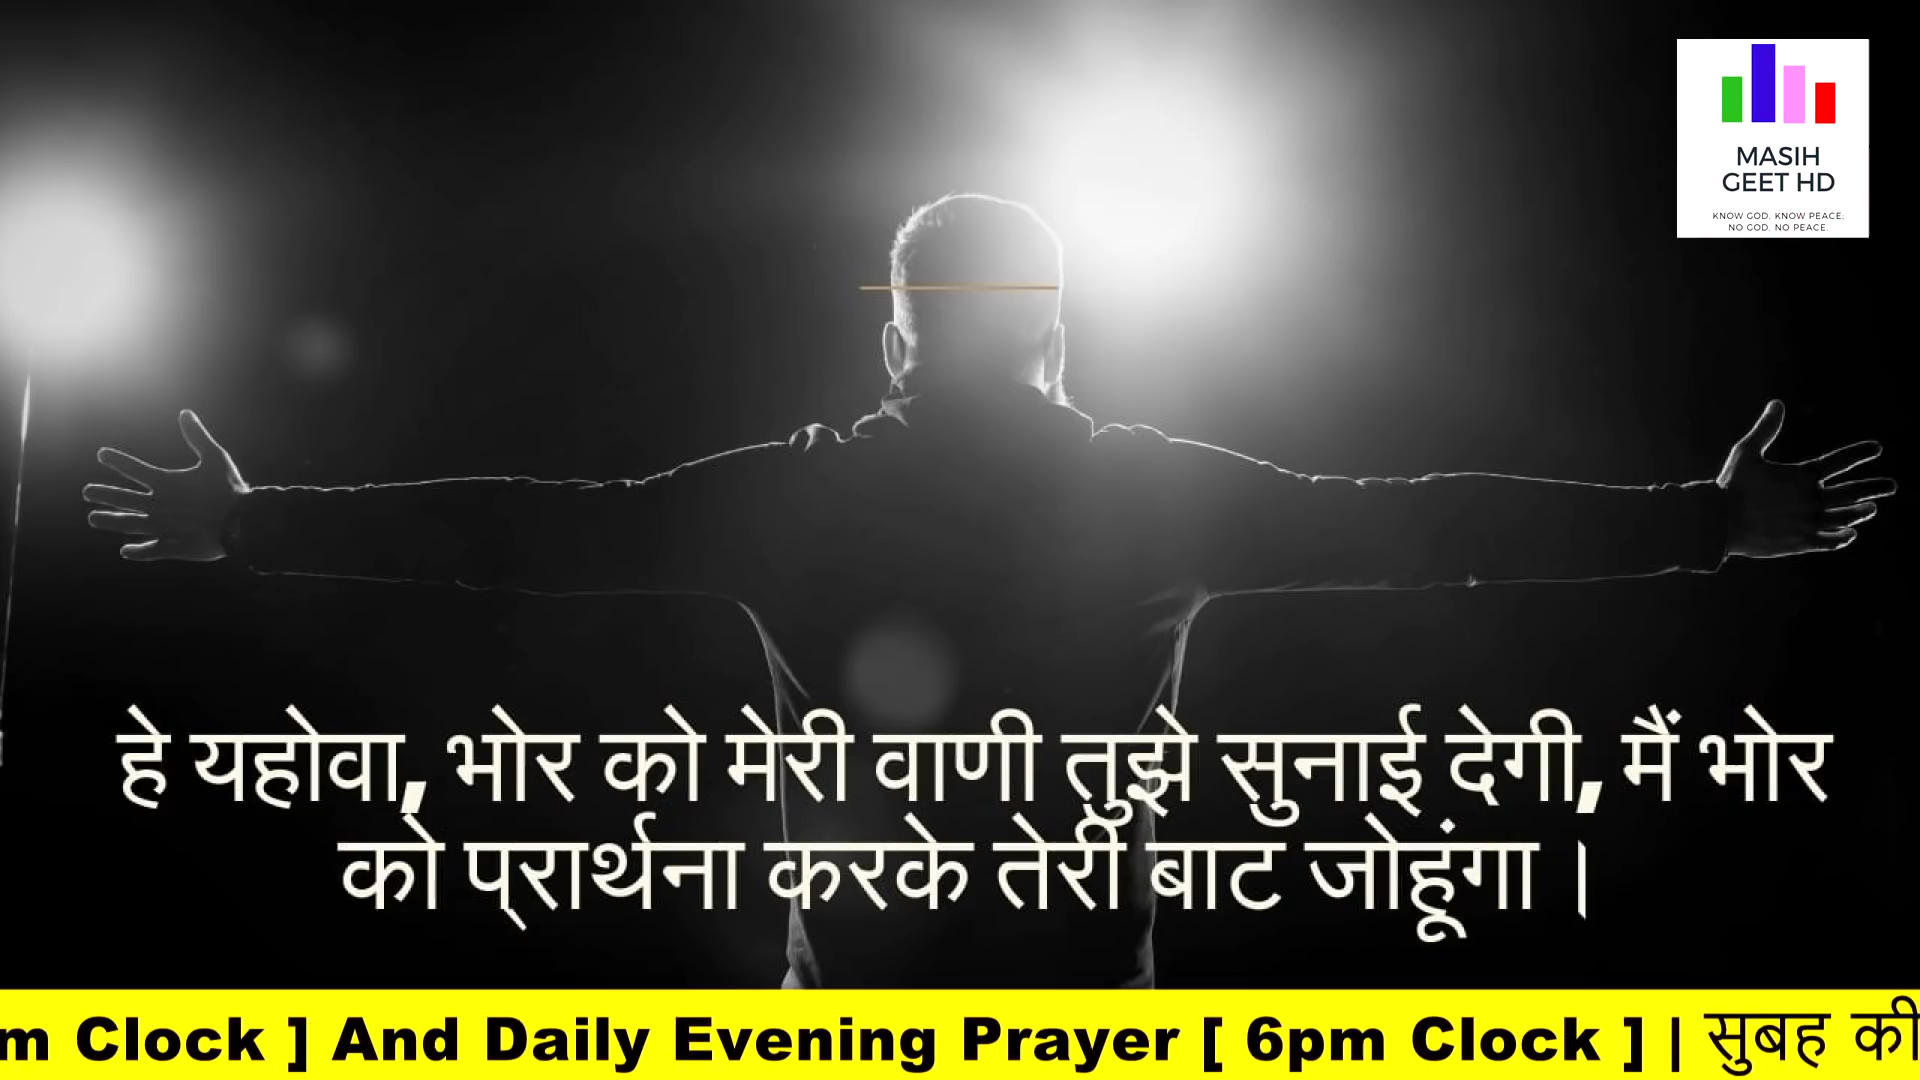 MASIH
GEET HD
KNOW GOD. KNOW PEACE;
NO GOD. NO PEACE.
हे यहोवा, भोर को मेरी वाणी तुझे सुनाई देगी, मैं भोर
को प्रार्थना करके तेरी बाट जोहूंगा।
m Clock ] And Daily Evening Prayer [ 6pm Clock ] | सुबह की